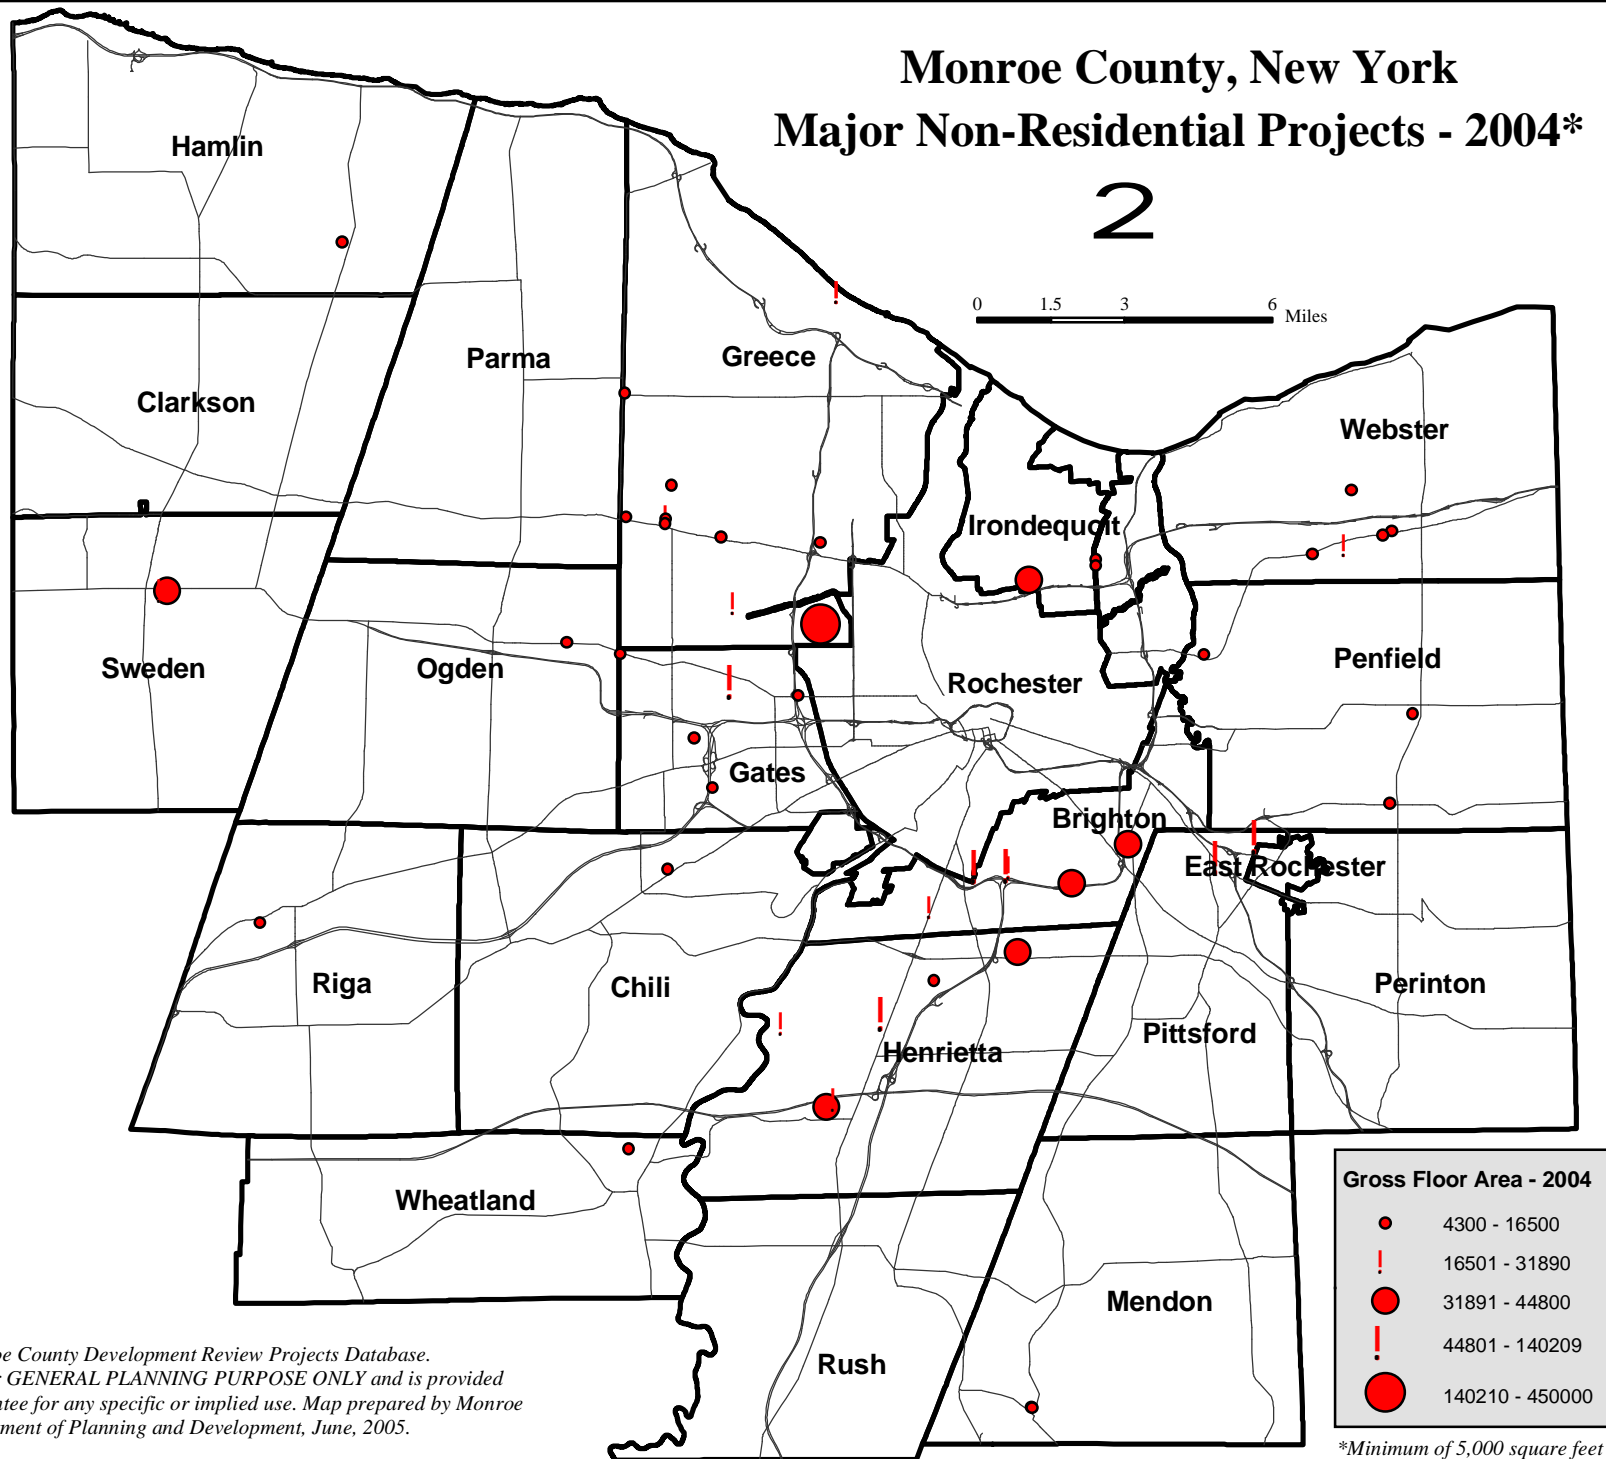 Monroe County, New York
Major Non-Residential Projects - 2004*
2
0 1.5 3 6 Miles
Hamlin
Parma
Greece
Clarkson
Webster
Irondequoit
Sweden
Ogden
Rochester
Penfield
Gates
Brighton
East Rochester
Riga
Chili
Perinton
Pittsford
Henrietta
Wheatland
Mendon
Rush
Gross Floor Area - 2004
4300 - 16500
16501 - 31890
31891 - 44800
44801 - 140209
140210 - 450000
*Minimum of 5,000 square feet
oe County Development Review Projects Database.
r GENERAL PLANNING PURPOSE ONLY and is provided
ntee for any specific or implied use. Map prepared by Monroe
ment of Planning and Development, June, 2005.